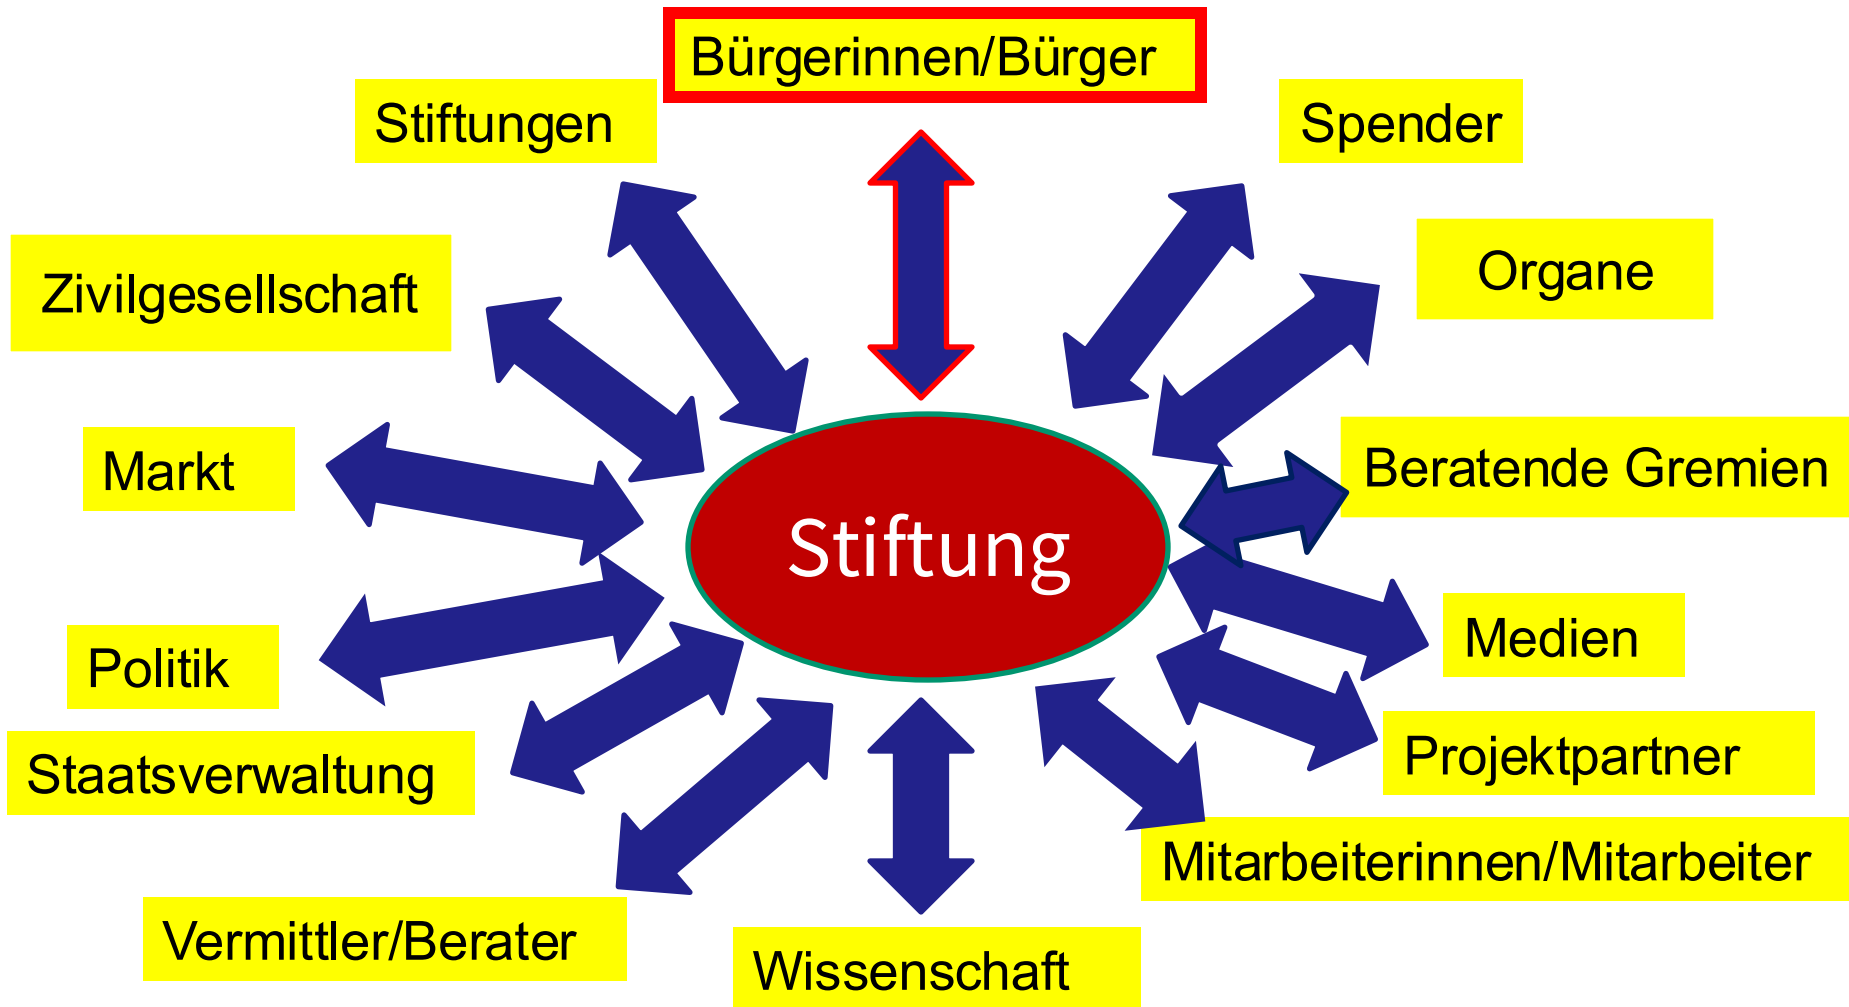 Bürgerinnen/Bürger
Stiftungen
Spender
Organe
Zivilgesellschaft
Markt
Beratende Gremien
Stiftung
Medien
Politik
Projektpartner
Staatsverwaltung
Mitarbeiterinnen/Mitarbeiter
Vermittler/Berater
Wissenschaft